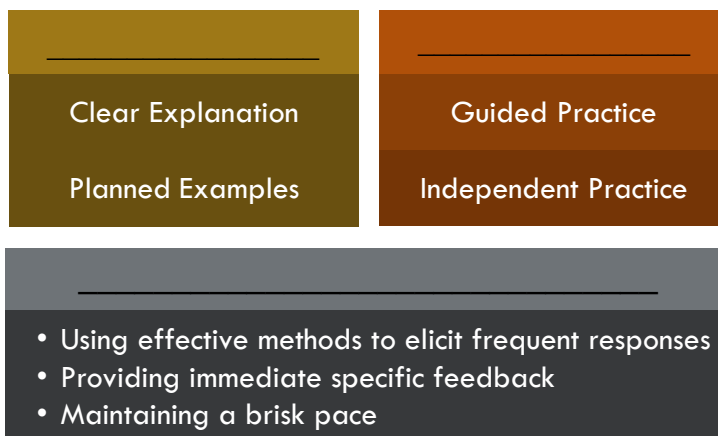 Clear Explanation
Planned Examples
Guided Practice
Independent Practice
• Using effective methods to elicit frequent responses
• Providing immediate specific feedback
• Maintaining a brisk pace